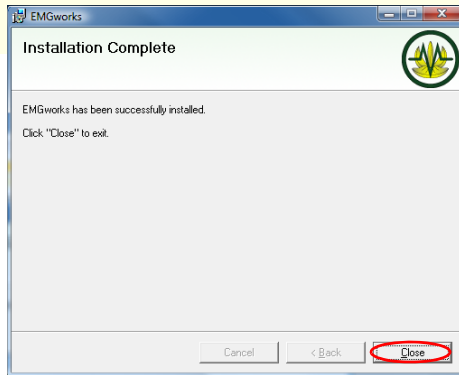 EMGworks
Installation Complete
EMGworks has been successfully installed.
Click "Close" to exit.
Cancel
< Back
Close